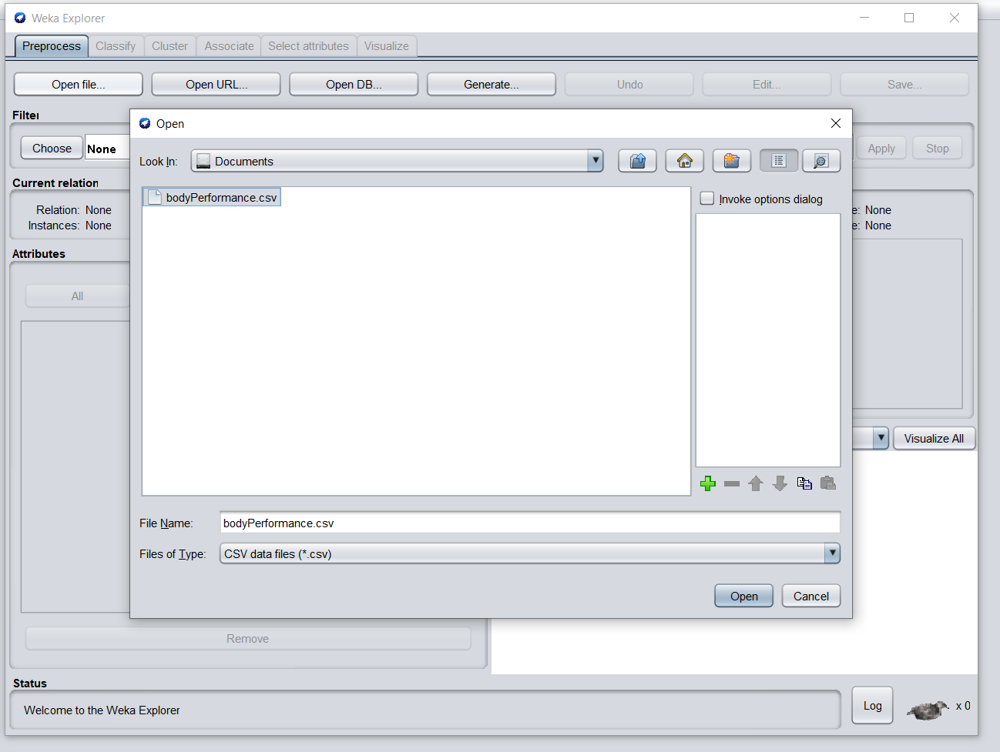 Weka Explorer
Preprocess Classify Cluster Associate Select attributes Visualize
Open file... Open URL... Open DB... Generate... Undo Edit... Save...
Filter
Choose None Apply Stop
Open
Look In: Documents
bodyPerformance.csv
Invoke options dialog
Current relation
Relation: None
Instances: None
e: None
e: None
Attributes
All
Visualize All
File Name: bodyPerformance.csv
Files of Type: CSV data files (*.csv)
Open Cancel
Remove
Status
Welcome to the Weka Explorer
Log x 0